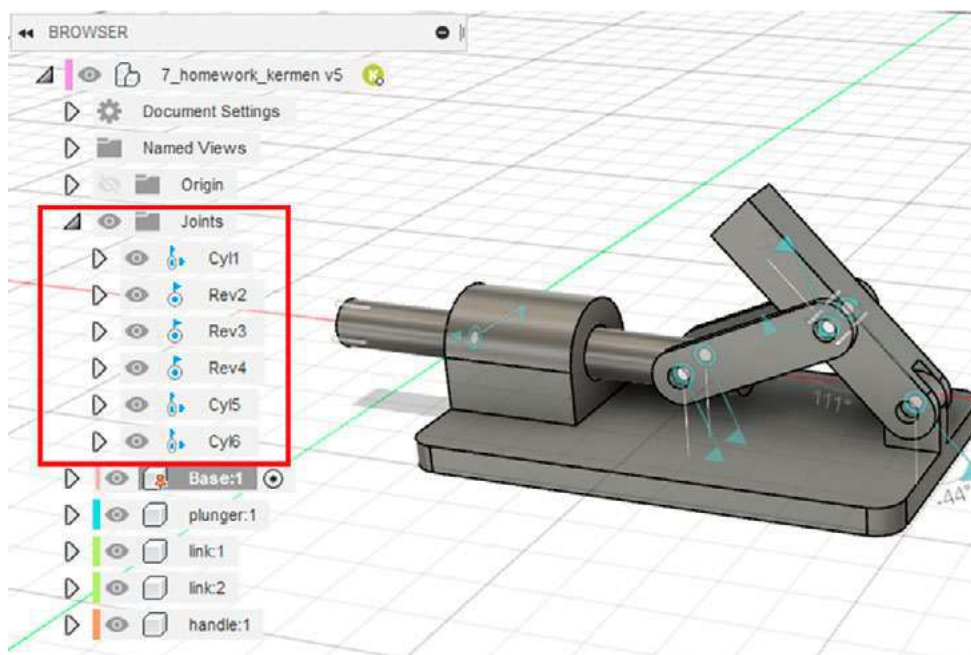 BROWSER
7_homework_kermen v5
Document Settings
Named Views
Origin
Joints
Cyl1
Rev2
Rev3
Rev4
Cyl5
Cyl6
Base:1
plunger:1
link:1
link:2
handle:1
111°
.44°